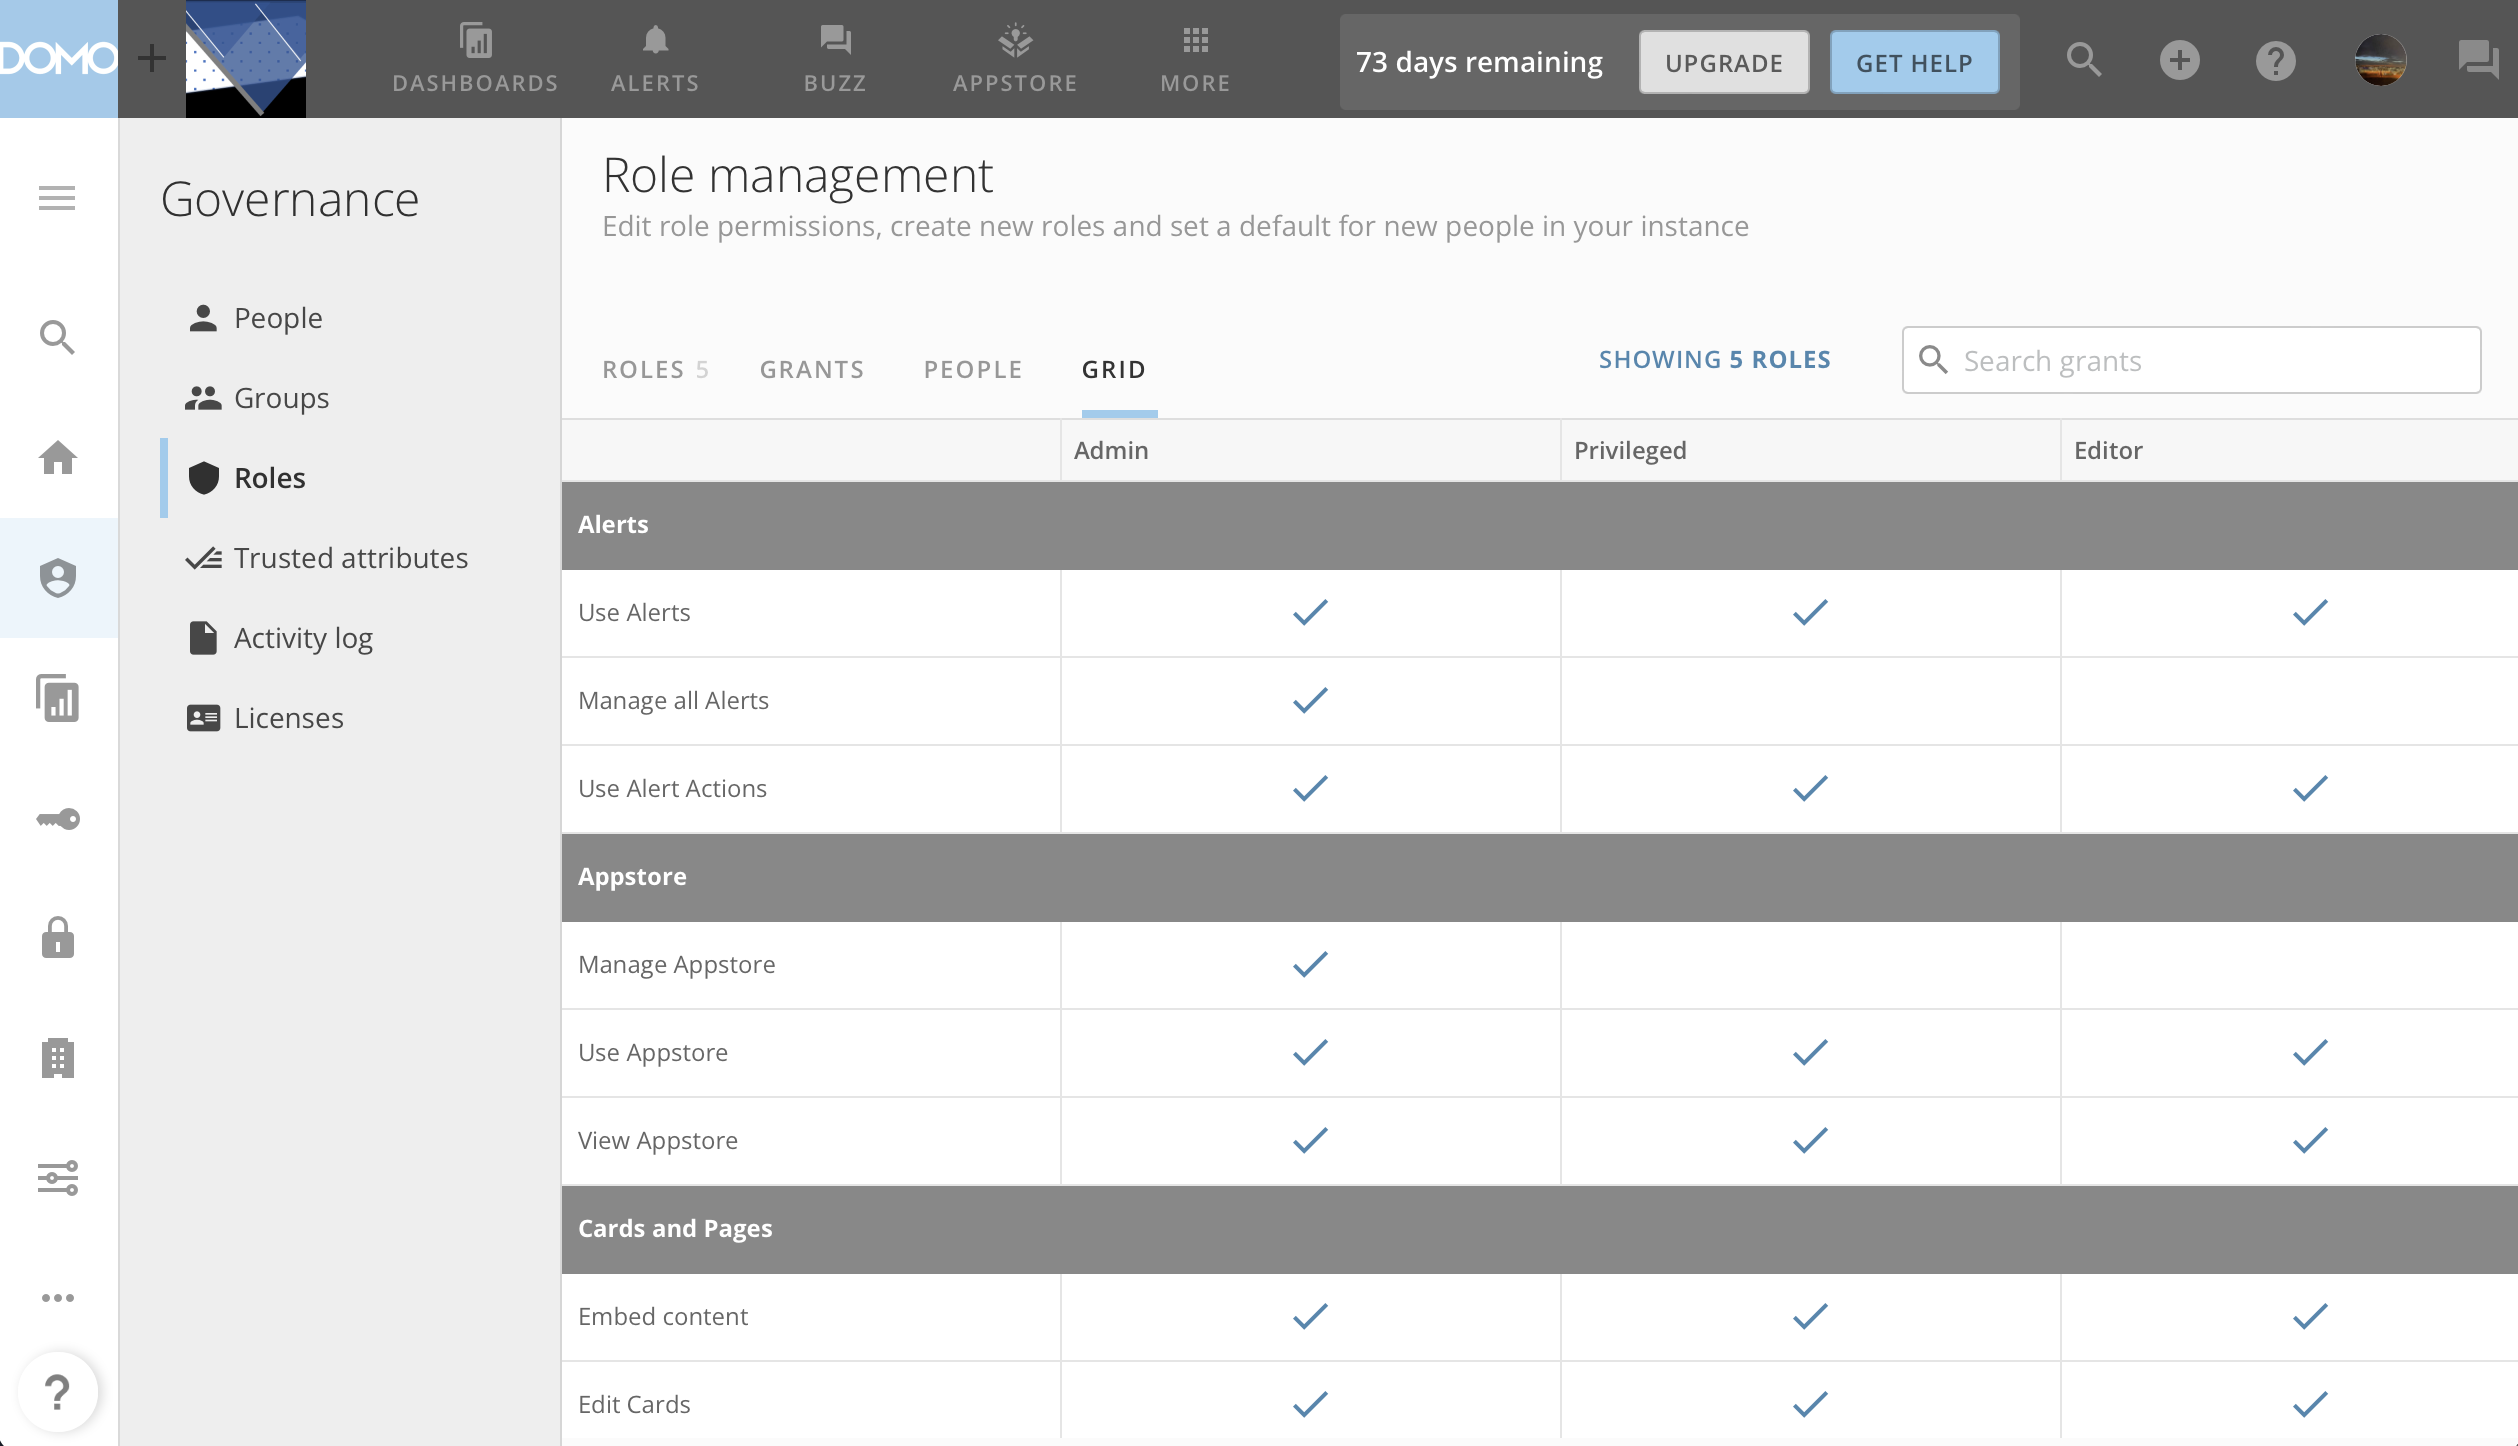 DOMO
DASHBOARDS
ALERTS
BUZZ
APPSTORE
MORE
73 days remaining
UPGRADE
GET HELP
Governance
People
Groups
Roles
Trusted attributes
Activity log
Licenses
Role management
Edit role permissions, create new roles and set a default for new people in your instance
ROLES 5
GRANTS
PEOPLE
GRID
SHOWING 5 ROLES
Search grants
Admin
Privileged
Editor
Alerts
Use Alerts
Manage all Alerts
Use Alert Actions
Appstore
Manage Appstore
Use Appstore
View Appstore
Cards and Pages
Embed content
Edit Cards